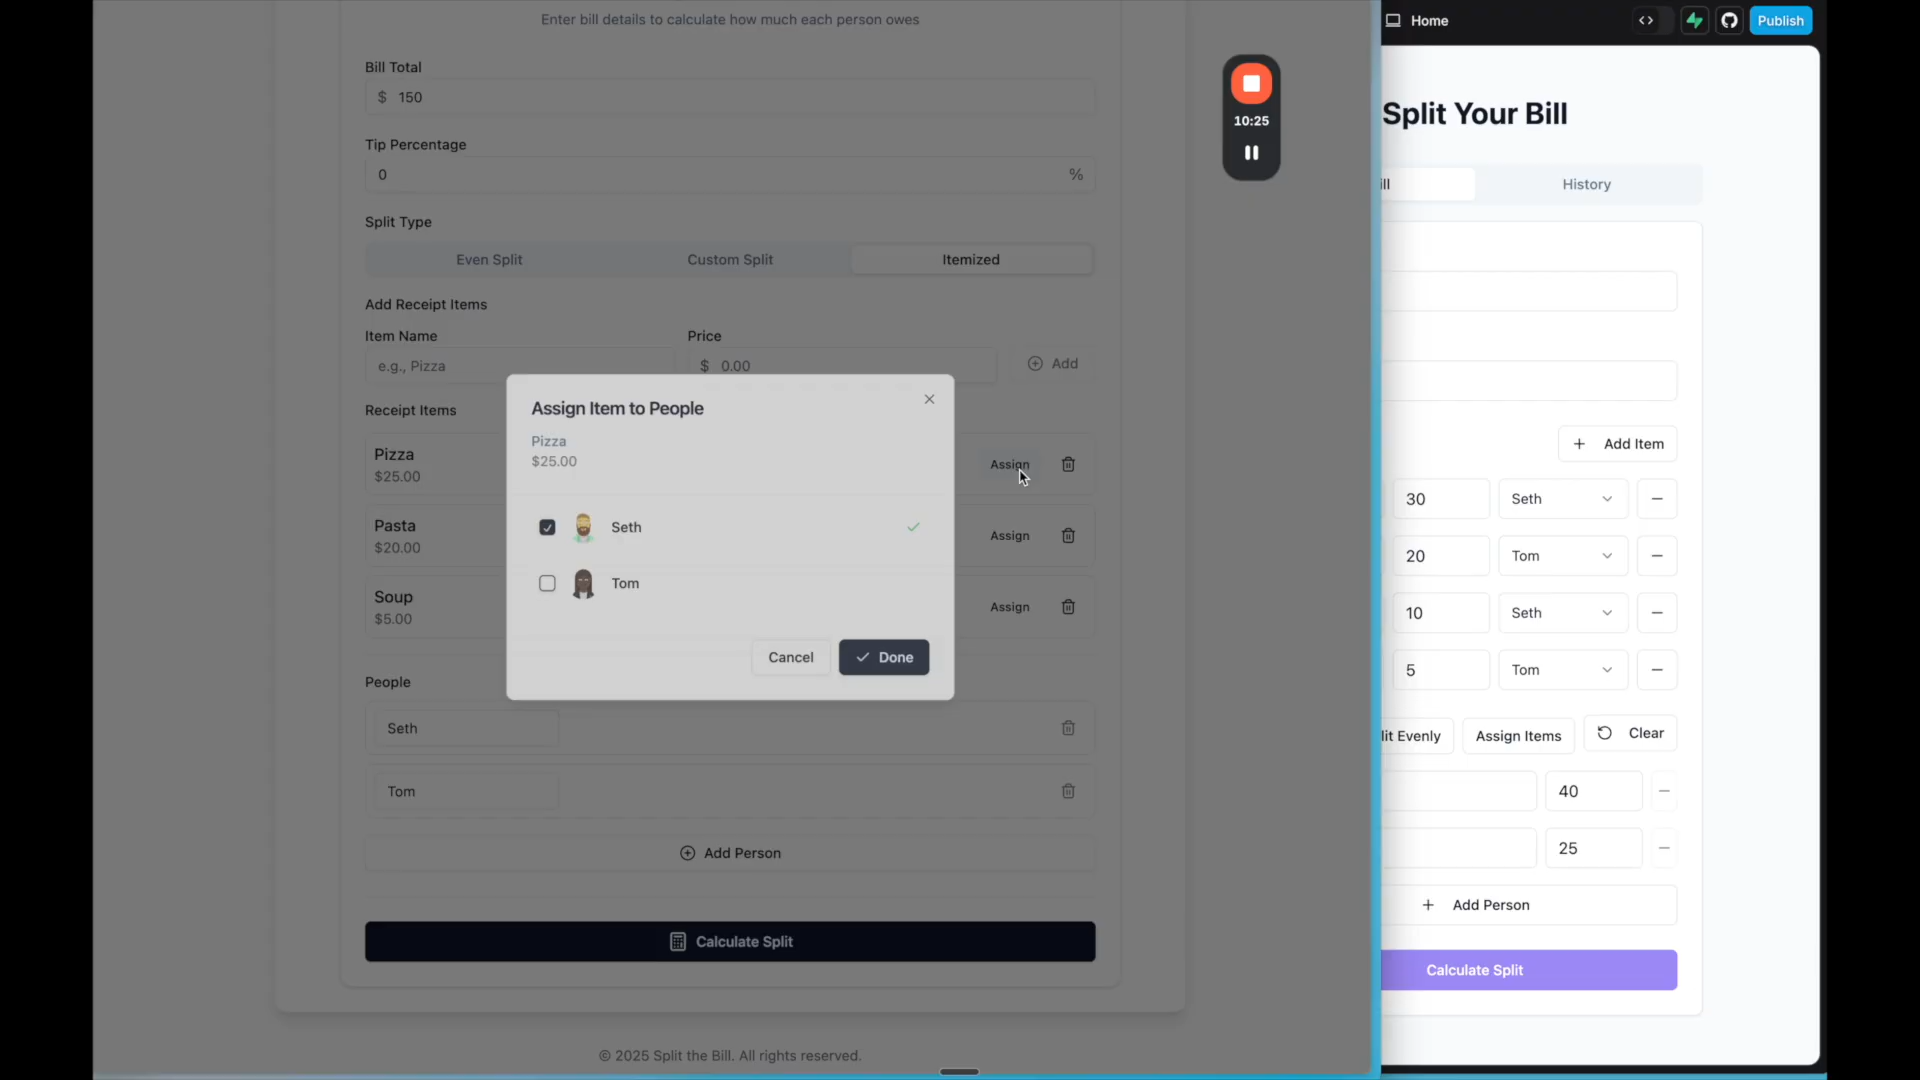 Enter bill details to calculate how much each person owes
Bill Total
$ 150
Tip Percentage
0 %
Split Type
Even Split Custom Split Itemized
Add Receipt Items
Item Name Price
e.g., Pizza $ 0.00 Add
Receipt Items
Pizza
$25.00 Assign
Pasta
$20.00 Assign
Soup
$5.00 Assign
Assign Item to People
Pizza
$25.00
Seth
Tom
Cancel Done
People
Seth
Tom
Add Person
Calculate Split
© 2025 Split the Bill. All rights reserved.
10:25
Home Publish
Split Your Bill
ill History
Add Item
30 Seth
20 Tom
10 Seth
5 Tom
lit Evenly Assign Items Clear
40
25
Add Person
Calculate Split